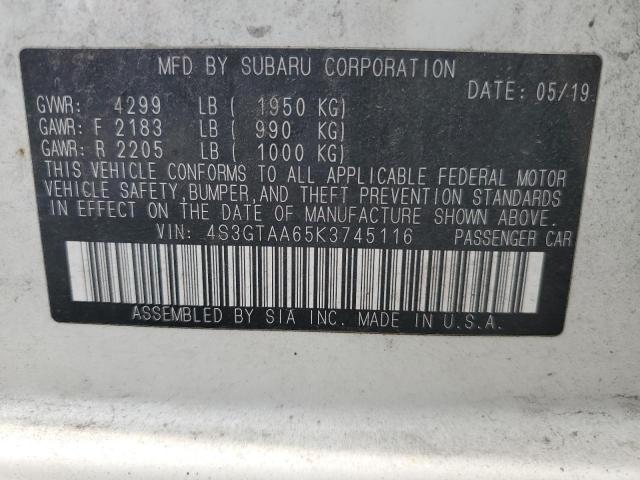 MFD BY SUBARU CORPORATION
DATE: 05/19
GVWR: 4299 LB ( 1950 KG)
GAWR: F 2183 LB ( 990 KG)
GAWR: R 2205 LB ( 1000 KG)
THIS VEHICLE CONFORMS TO ALL APPLICABLE FEDERAL MOTOR
VEHICLE SAFETY,BUMPER,AND THEFT PREVENTION STANDARDS
IN EFFECT ON THE DATE OF MANUFACTURE SHOWN ABOVE.
VIN: 4S3GTAA65K3745116 PASSENGER CAR
ASSEMBLED BY SIA INC. MADE IN U.S.A.